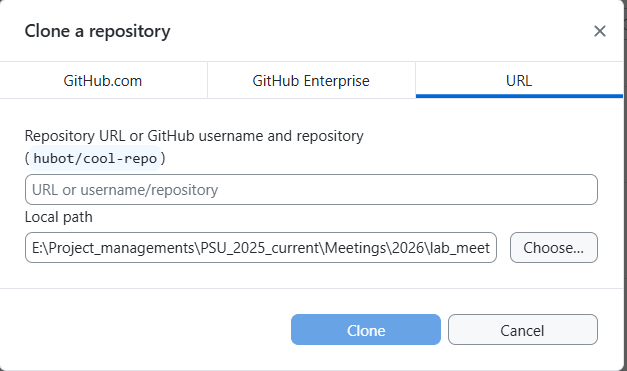 Clone a repository
GitHub.com
GitHub Enterprise
URL
Repository URL or GitHub username and repository
(hubot/cool-repo)
URL or username/repository
Local path
E:\Project_managements\PSU_2025_current\Meetings\2026\lab_meet
Choose...
Clone
Cancel